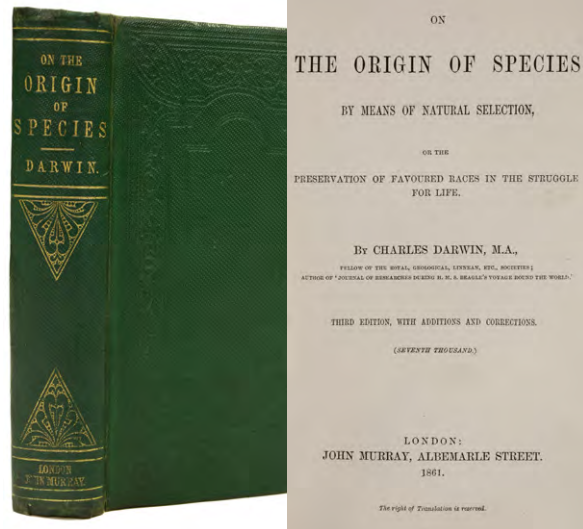 ON THE
ORIGIN
OF
SPECIES
DARWIN.
LONDON
JOHN MURRAY.
ON
THE ORIGIN OF SPECIES
BY MEANS OF NATURAL SELECTION,
OR THE
PRESERVATION OF FAVOURED RACES IN THE STRUGGLE
FOR LIFE.
BY CHARLES DARWIN, M.A.,
FELLOW OF THE ROYAL, GEOLOGICAL, LINNEAN, ETC., SOCIETIES;
AUTHOR OF 'JOURNAL OF RESEARCHES DURING H. M. S. BEAGLE'S VOYAGE ROUND THE WORLD.'
THIRD EDITION, WITH ADDITIONS AND CORRECTIONS.
(SEVENTH THOUSAND.)
LONDON:
JOHN MURRAY, ALBEMARLE STREET.
1861.
The right of Translation is reserved.